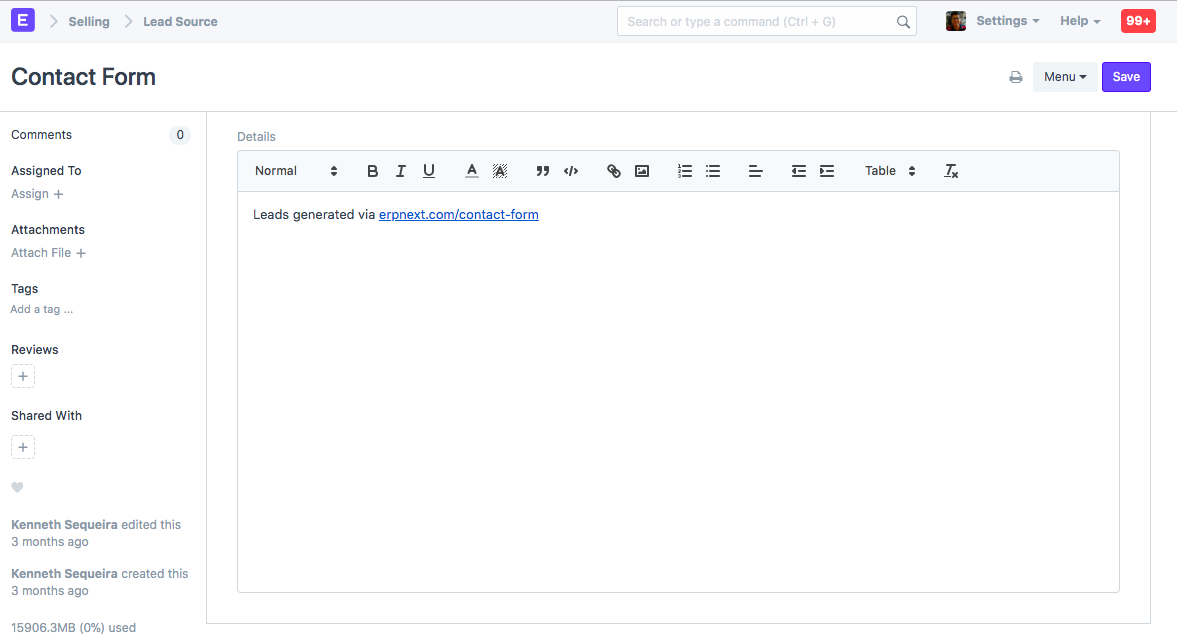 E Selling Lead Source Search or type a command (Ctrl + G) Settings Help 99+
Contact Form Menu Save
Comments 0
Assigned To
Assign +
Attachments
Attach File +
Tags
Add a tag ...
Reviews
+
Shared With
+
Kenneth Sequeira edited this
3 months ago
Kenneth Sequeira created this
3 months ago
15906.3MB (0%) used
Details
Normal B I U A A Table
Leads generated via erpnext.com/contact-form